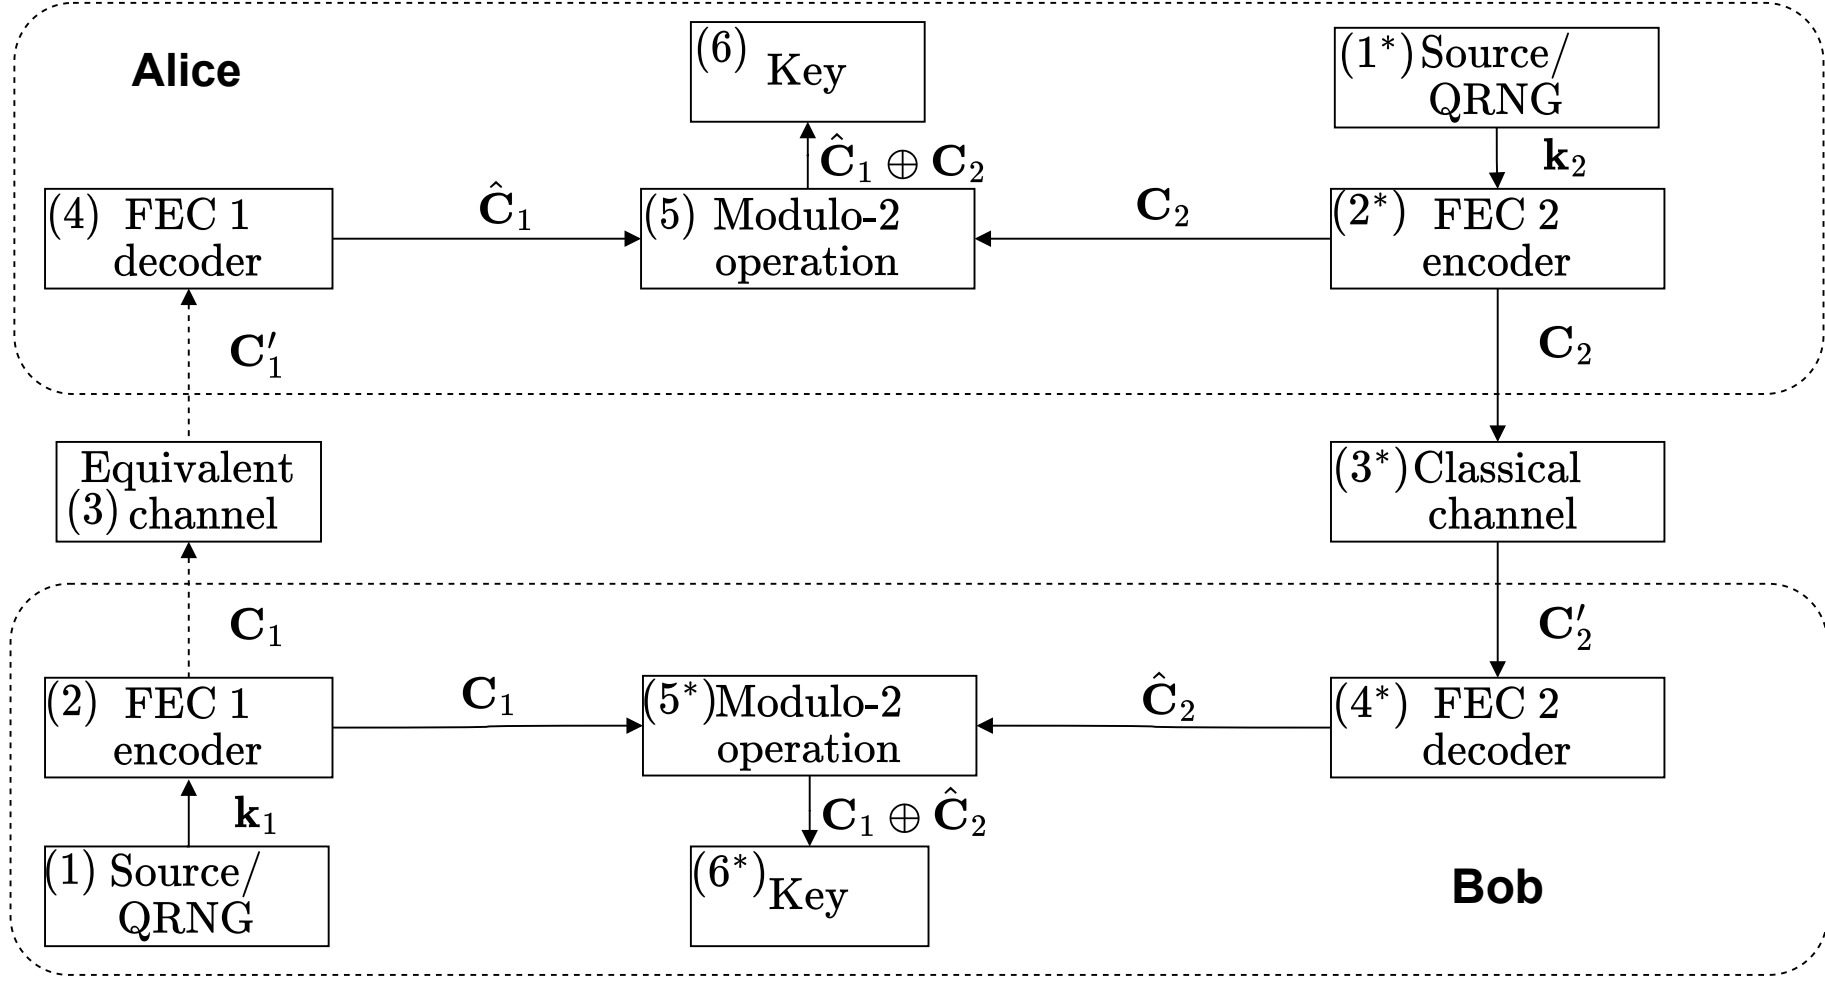 Alice
(6) Key
(1*) Source/
QRNG
Ĉ₁ ⊕ C₂
k₂
(4) FEC 1
decoder
Ĉ₁
(5) Modulo-2
operation
C₂
(2*) FEC 2
encoder
C′₁
C₂
Equivalent
(3) channel
(3*) Classical
channel
C₁
C′₂
(2) FEC 1
encoder
C₁
(5*) Modulo-2
operation
Ĉ₂
(4*) FEC 2
decoder
k₁
C₁ ⊕ Ĉ₂
(1) Source/
QRNG
(6*) Key
Bob